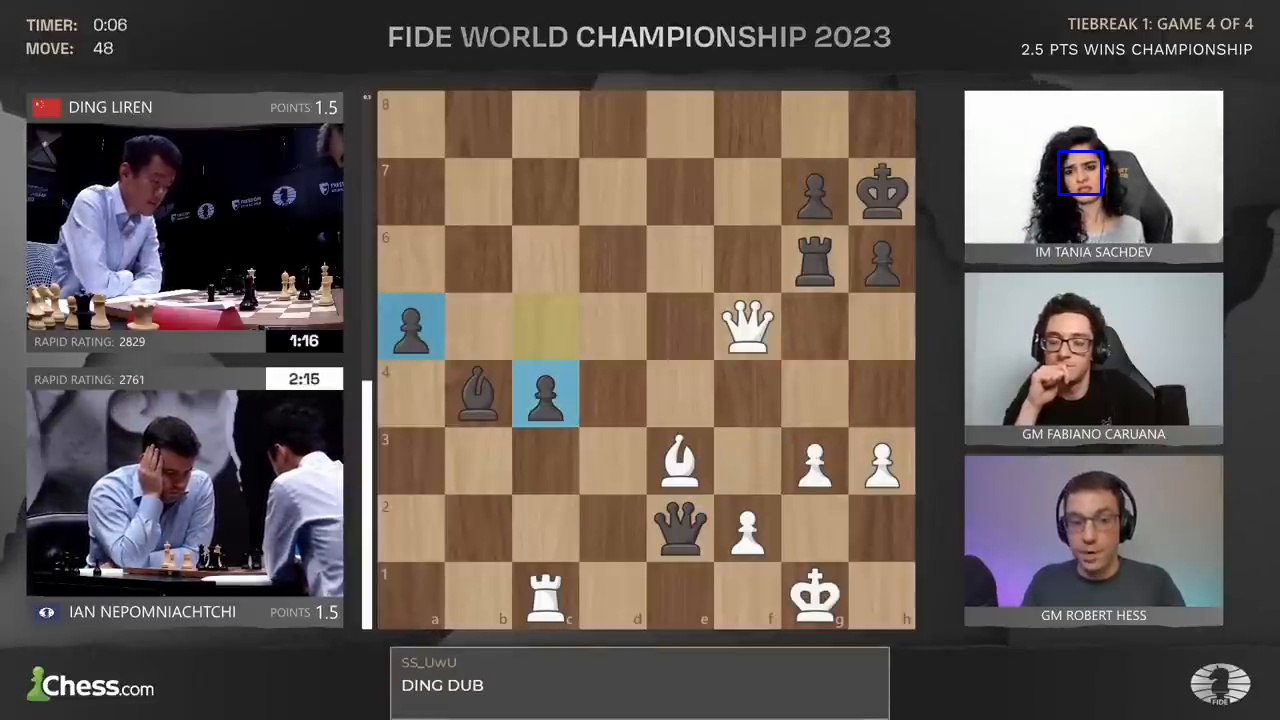 TIMER: 0:06
MOVE: 48
FIDE WORLD CHAMPIONSHIP 2023
TIEBREAK 1: GAME 4 OF 4
2.5 PTS WINS CHAMPIONSHIP
DING LIREN POINTS 1.5
RAPID RATING: 2829 1:16
RAPID RATING: 2761 2:15
IAN NEPOMNIACHTCHI POINTS 1.5
0.3
8
7
6
5
4
3
2
1
a b c d e f g h
IM TANIA SACHDEV
GM FABIANO CARUANA
GM ROBERT HESS
SS_UwU
DING DUB
Chess.com
FIDE